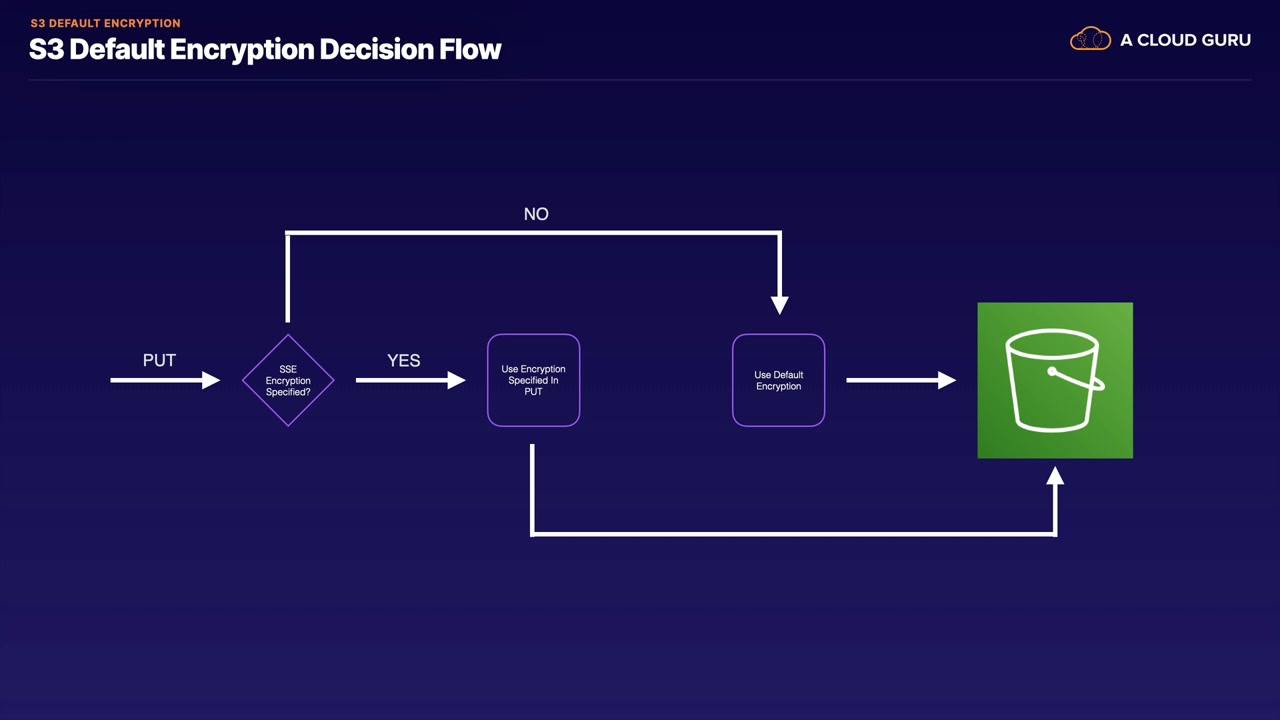 S3 DEFAULT ENCRYPTION
S3 Default Encryption Decision Flow
A CLOUD GURU
NO
PUT
SSE
Encryption
Specified?
YES
Use Encryption
Specified In
PUT
Use Default
Encryption